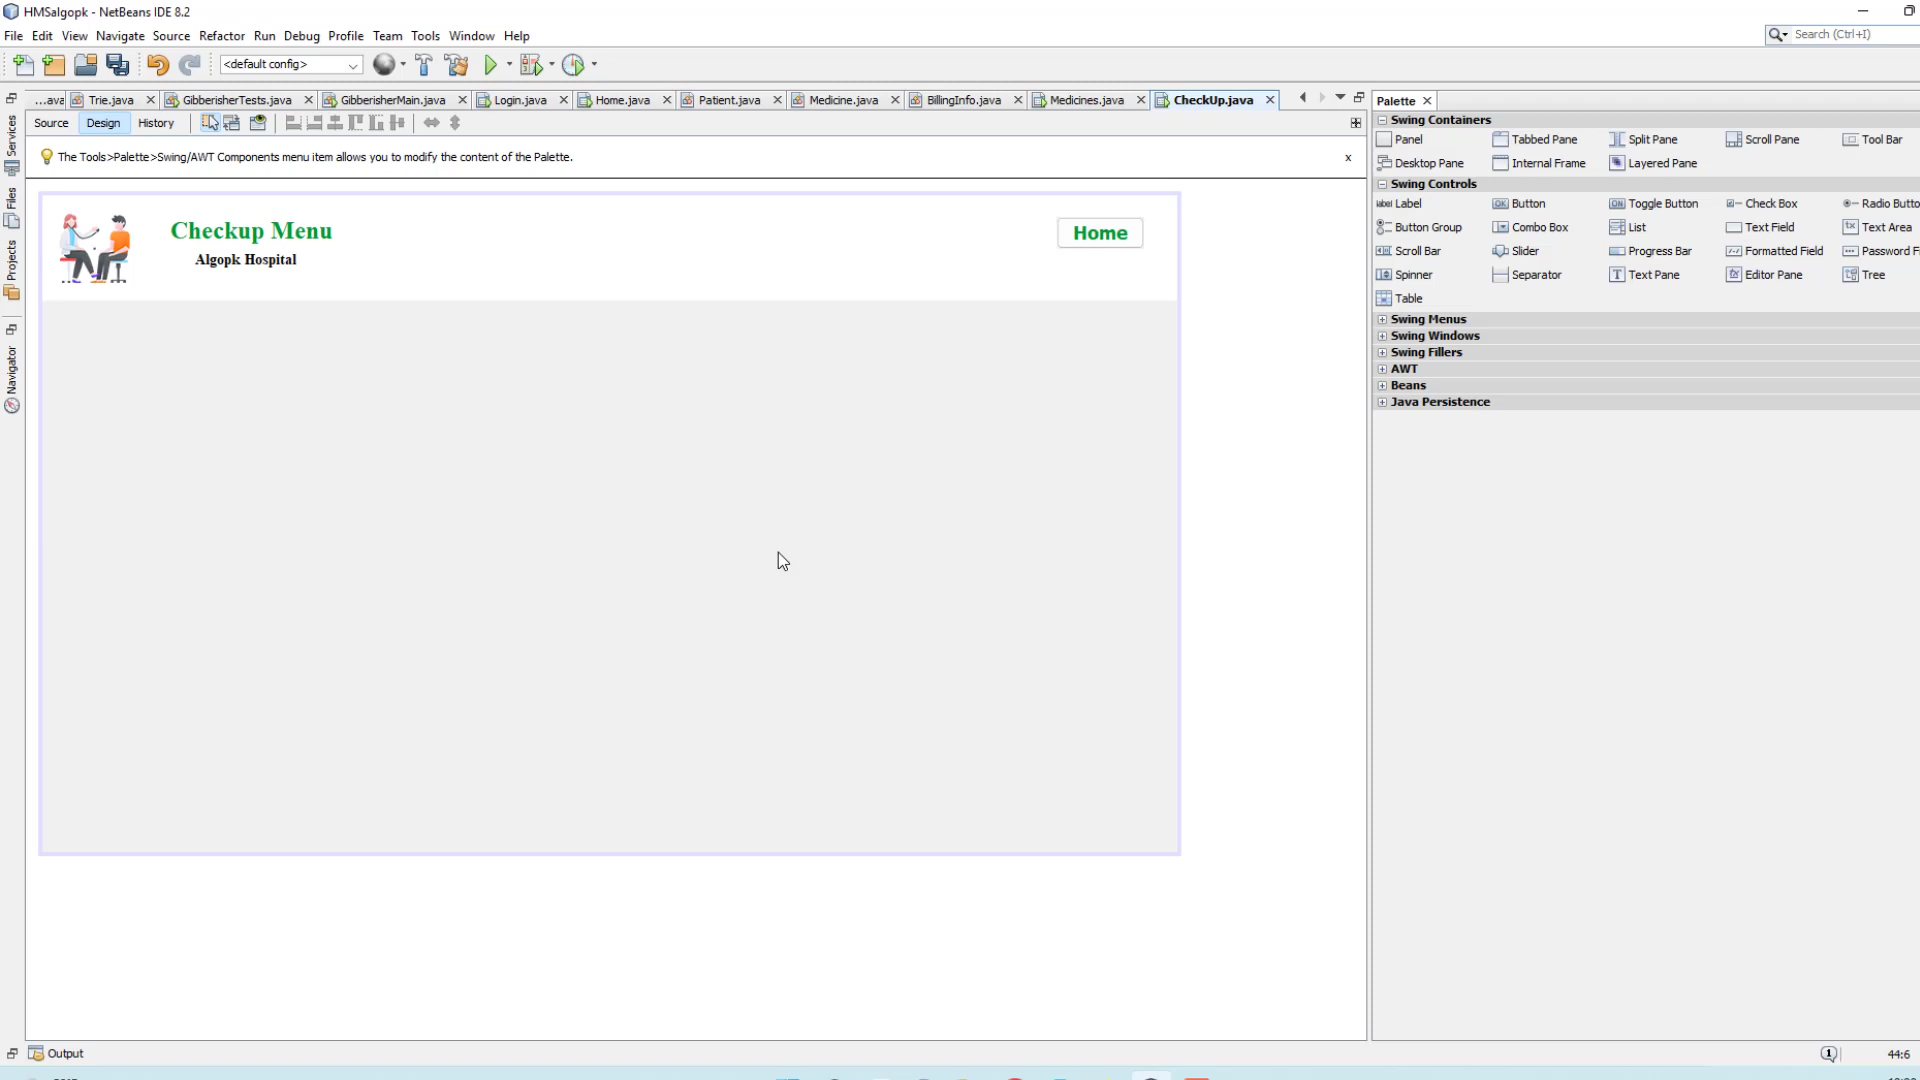 HMSalgopk - NetBeans IDE 8.2
File Edit View Navigate Source Refactor Run Debug Profile Team Tools Window Help
Search (Ctrl+I)
<default config>
...ava Trie.java GibberisherTests.java GibberisherMain.java Login.java Home.java Patient.java Medicine.java BillingInfo.java Medicines.java CheckUp.java
Source Design History
The Tools>Palette>Swing/AWT Components menu item allows you to modify the content of the Palette.
x
Services
Files
Projects
Navigator
Checkup Menu
Algopk Hospital
Home
Palette
Swing Containers
Panel Tabbed Pane Split Pane Scroll Pane Tool Bar
Desktop Pane Internal Frame Layered Pane
Swing Controls
label Label OK Button ON Toggle Button Check Box Radio Butto
Button Group Combo Box List Text Field Text Area
Scroll Bar Slider Progress Bar Formatted Field Password F
Spinner Separator Text Pane Editor Pane Tree
Table
Swing Menus
Swing Windows
Swing Fillers
AWT
Beans
Java Persistence
Output
1
44:6